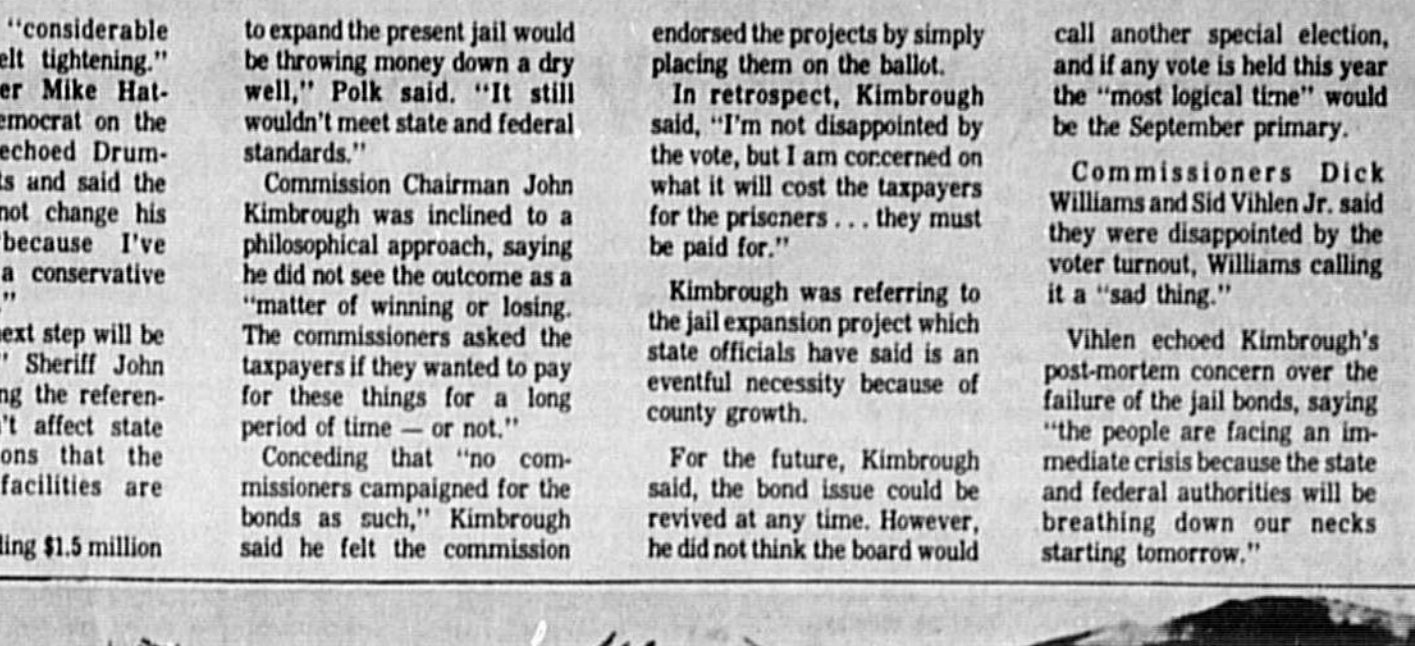 "considerable
elt tightening."
er Mike Hat-
emocrat on the
echoed Drum-
ts and said the
not change his
because I've
a conservative
"
next step will be
" Sheriff John
ng the referen-
't affect state
ons that the
facilities are
ling $1.5 million
to expand the present jail would
be throwing money down a dry
well," Polk said. "It still
wouldn't meet state and federal
standards."
Commission Chairman John
Kimbrough was inclined to a
philosophical approach, saying
he did not see the outcome as a
"matter of winning or losing.
The commissioners asked the
taxpayers if they wanted to pay
for these things for a long
period of time — or not."
Conceding that "no com-
missioners campaigned for the
bonds as such," Kimbrough
said he felt the commission
endorsed the projects by simply
placing them on the ballot.
In retrospect, Kimbrough
said, "I'm not disappointed by
the vote, but I am concerned on
what it will cost the taxpayers
for the prisoners . . . they must
be paid for."
Kimbrough was referring to
the jail expansion project which
state officials have said is an
eventful necessity because of
county growth.
For the future, Kimbrough
said, the bond issue could be
revived at any time. However,
he did not think the board would
call another special election,
and if any vote is held this year
the "most logical time" would
be the September primary.
Commissioners Dick
Williams and Sid Vihlen Jr. said
they were disappointed by the
voter turnout, Williams calling
it a "sad thing."
Vihlen echoed Kimbrough's
post-mortem concern over the
failure of the jail bonds, saying
"the people are facing an im-
mediate crisis because the state
and federal authorities will be
breathing down our necks
starting tomorrow."